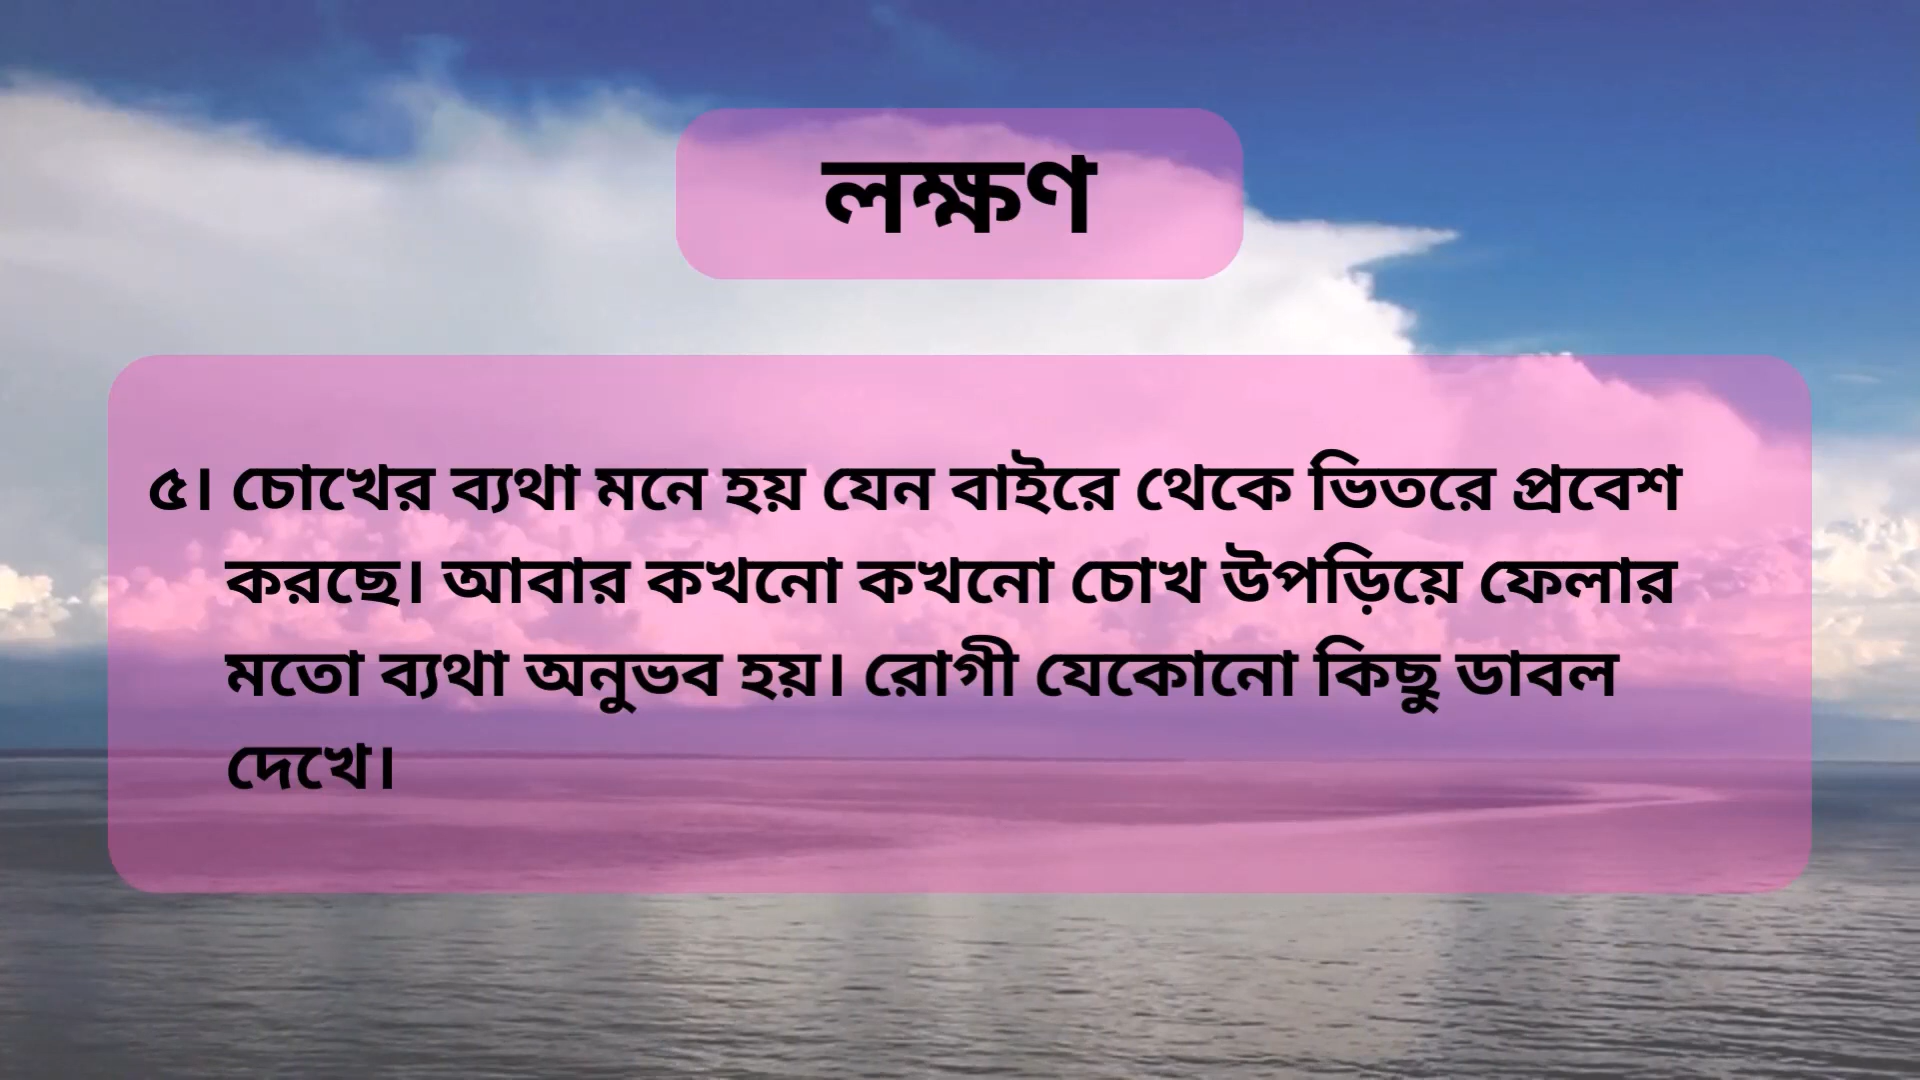 লক্ষণ
৫। চোখের ব্যথা মনে হয় যেন বাইরে থেকে ভিতরে প্রবেশ
করছে। আবার কখনো কখনো চোখ উপড়িয়ে ফেলার
মতো ব্যথা অনুভব হয়। রোগী যেকোনো কিছু ডাবল
দেখে।